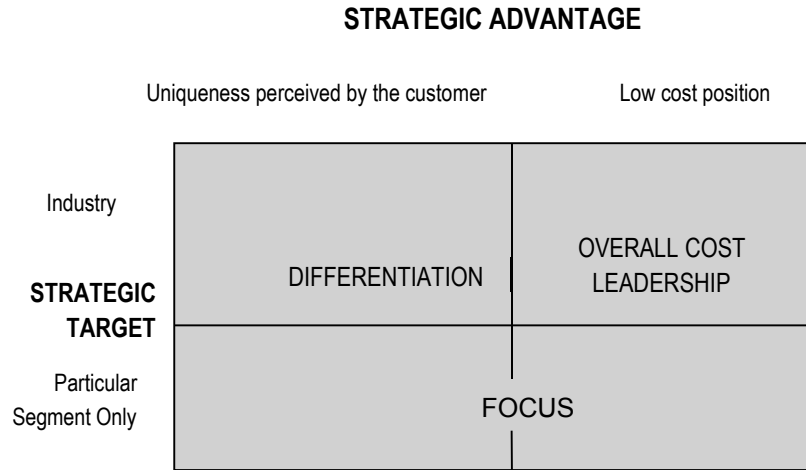 STRATEGIC ADVANTAGE
Uniqueness perceived by the customer
Low cost position
Industry
DIFFERENTIATION
OVERALL COST
LEADERSHIP
STRATEGIC
TARGET
Particular
Segment Only
FOCUS